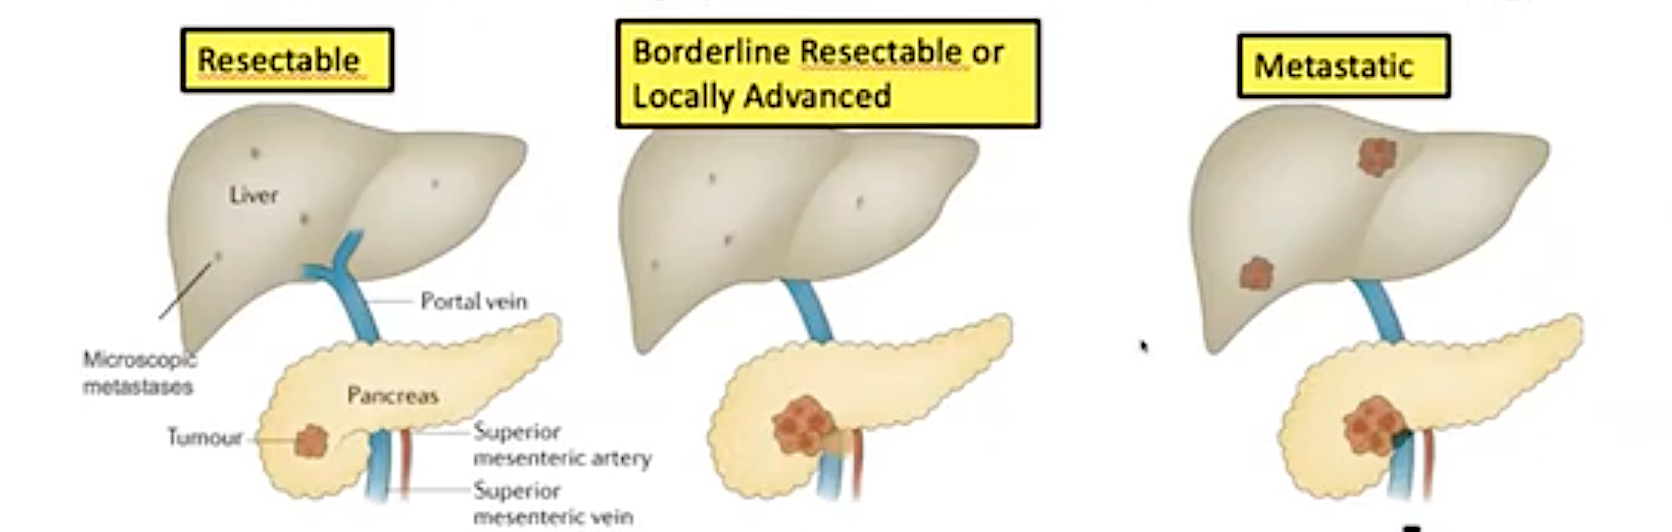 Resectable
Borderline Resectable or
Locally Advanced
Metastatic
Liver
Portal vein
Microscopic
metastases
Pancreas
Tumour
Superior
mesenteric artery
Superior
mesenteric vein